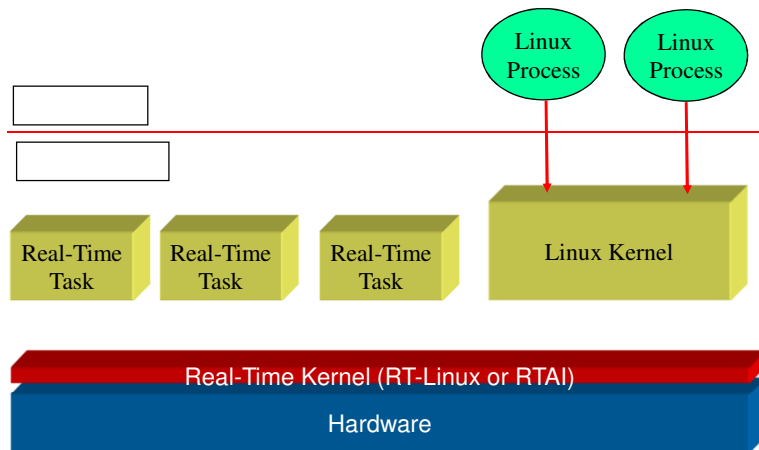 Linux
Process
Linux
Process
Real-Time
Task
Real-Time
Task
Real-Time
Task
Linux Kernel
Real-Time Kernel (RT-Linux or RTAI)
Hardware